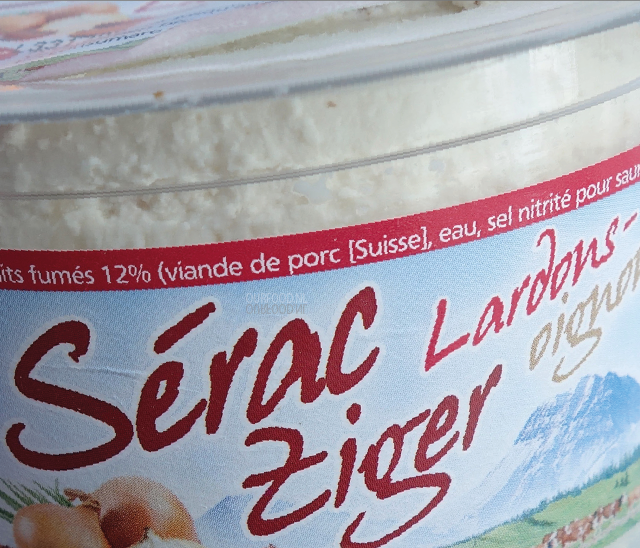 its fumés 12% (viande de porc [Suisse], eau, sel nitrité pour sau
Sérac
Ziger
Lardons-
oignon